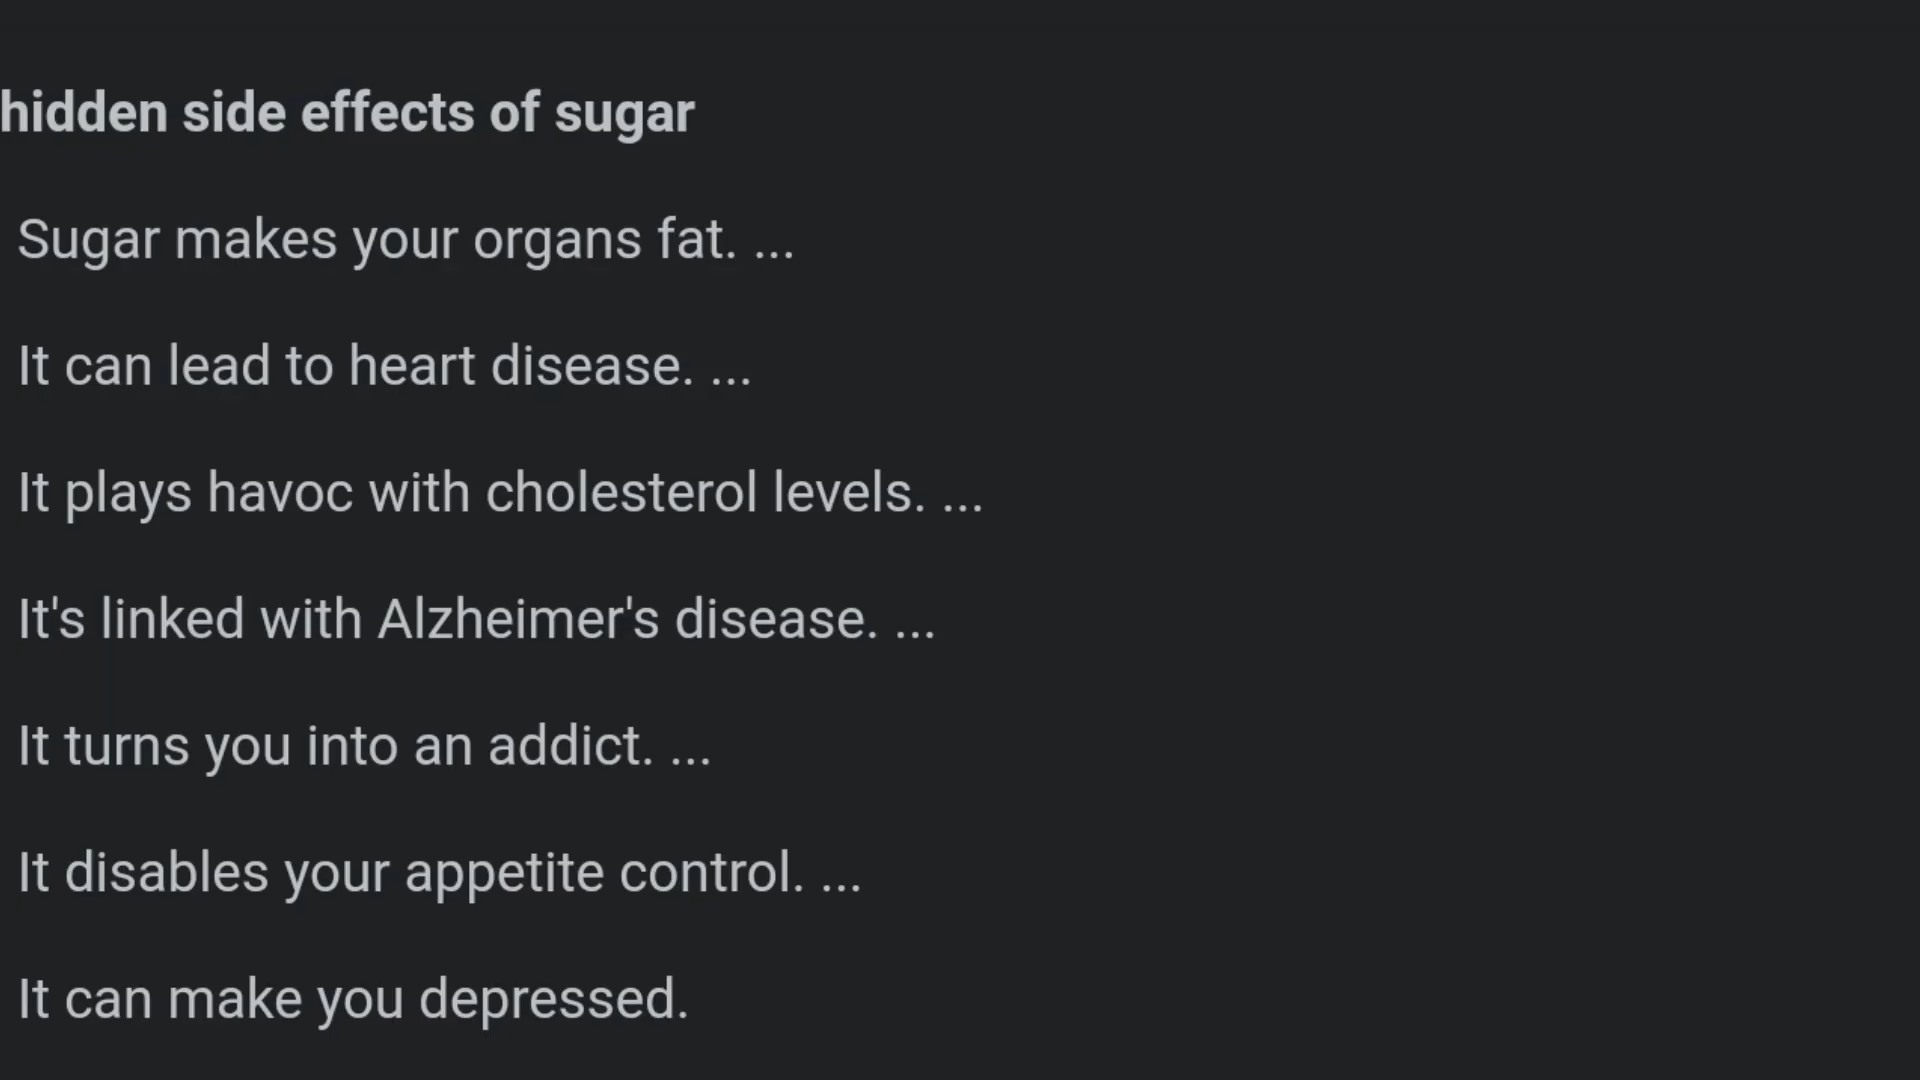 hidden side effects of sugar
Sugar makes your organs fat. ...
It can lead to heart disease. ...
It plays havoc with cholesterol levels. ...
It's linked with Alzheimer's disease. ...
It turns you into an addict. ...
It disables your appetite control. ...
It can make you depressed.